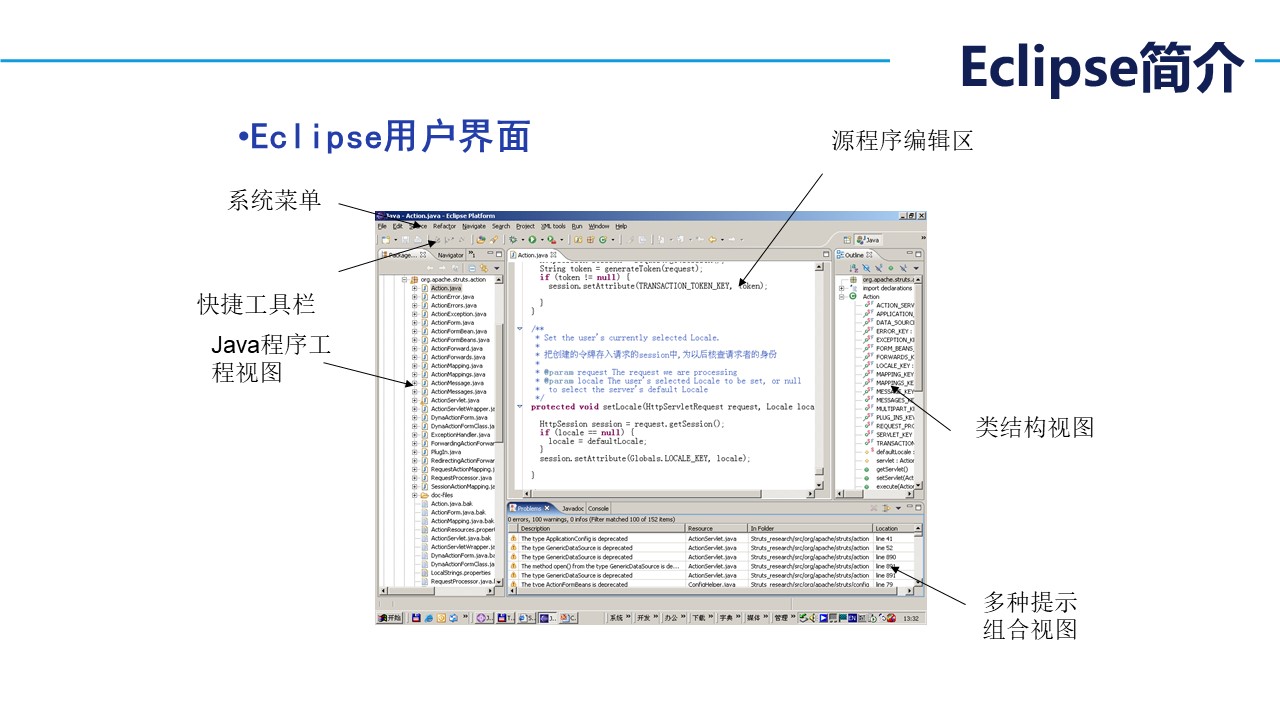 Eclipse简介
•Eclipse用户界面
源程序编辑区
系统菜单
快捷工具栏
Java程序工
程视图
类结构视图
多种提示
组合视图
Java - Action.java - Eclipse Platform
File Edit Source Refactor Navigate Search Project XML tools Run Window Help
Java
Package... Navigator
org.apache.struts.action
Action.java
ActionError.java
ActionErrors.java
ActionException.java
ActionForm.java
ActionFormBean.java
ActionFormBeans.java
ActionForward.java
ActionForwards.java
ActionMapping.java
ActionMappings.java
ActionMessage.java
ActionMessages.java
ActionServlet.java
ActionServletWrapper.ja
DynaActionForm.java
DynaActionFormClass.ja
ExceptionHandler.java
ForwardingActionForwar
PlugIn.java
RedirectingActionForwar
RequestActionMapping.j
RequestProcessor.java
SessionActionMapping.ja
doc-files
Action.java.bak
ActionForm.java.bak
ActionMapping.java.bak
ActionResources.proper
ActionServlet.java.bak
ActionServletWrapper.ja
DynaActionForm.java.ba
DynaActionFormClass.ja
LocalStrings.properties
RequestProcessor.java.l
Action.java
String token = generateToken(request);
if (token != null) {
session.setAttribute(TRANSACTION_TOKEN_KEY, token);
}
}
/**
* Set the user's currently selected Locale.
*
* 把创建的令牌存入请求的session中,为以后核查请求者的身份
*
* @param request The request we are processing
* @param locale The user's selected Locale to be set, or null
* to select the server's default Locale
*/
protected void setLocale(HttpServletRequest request, Locale loca
HttpSession session = request.getSession();
if (locale == null) {
locale = defaultLocale;
}
session.setAttribute(Globals.LOCALE_KEY, locale);
}
Outline
org.apache.struts.a
import declarations
Action
ACTION_SERV
APPLICATION_
DATA_SOURC
ERROR_KEY :
EXCEPTION_K
FORM_BEANS_
FORWARDS_K
LOCALE_KEY :
MAPPING_KEY
MAPPINGS_KE
MESSAGE_KEY
MESSAGES_KE
MULTIPART_K
PLUG_INS_KEY
REQUEST_PRO
SERVLET_KEY
TRANSACTION
defaultLocale :
servlet : Action
getServlet()
setServlet(Acti
execute(Actio
Problems Javadoc Console
0 errors, 100 warnings, 0 infos (Filter matched 100 of 152 items)
Description Resource In Folder Location
The type ApplicationConfig is deprecated ActionServlet.java Struts_research/src/org/apache/struts/action line 41
The type GenericDataSource is deprecated ActionServlet.java Struts_research/src/org/apache/struts/action line 52
The type GenericDataSource is deprecated ActionServlet.java Struts_research/src/org/apache/struts/action line 890
The method open() from the type GenericDataSource is de... ActionServlet.java Struts_research/src/org/apache/struts/action line
The type GenericDataSource is deprecated ActionServlet.java Struts_research/src/org/apache/struts/action line 891
The type ActionFormBeans is deprecated ConfigHelper.java Struts_research/src/org/apache/struts/config line 79
开始 系统 开发 办公 下载 字典 媒体 管理 13:32